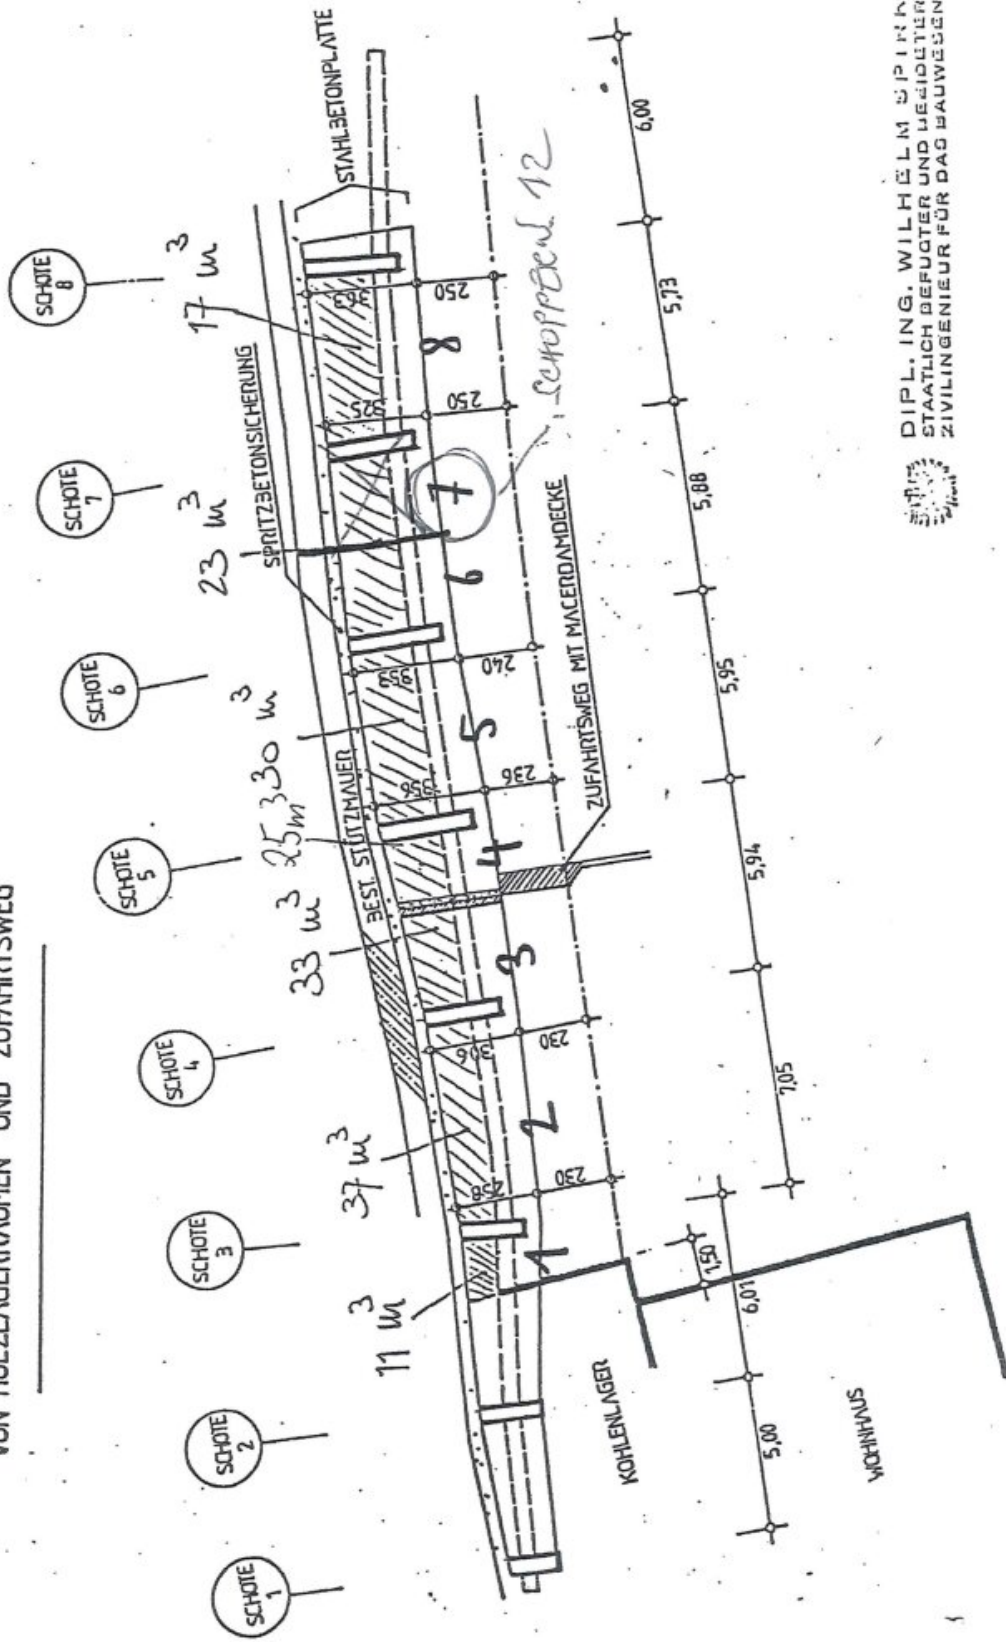 VON HOLZLAGERRÄUMEN UND ZUFAHRTSWEG
SCHOTE
1
SCHOTE
2
SCHOTE
3
SCHOTE
4
SCHOTE
5
SCHOTE
6
SCHOTE
7
SCHOTE
8
11 m³
37 m³
33 m³
25 m
30 m³
23 m³
17 m³
BEST. STÜTZMAUER
SPRITZBETONSICHERUNG
STAHLBETONPLATTE
258
306
356
353
325
363
230
230
236
240
250
250
1
2
3
4
5
6
7
8
12
ZUFAHRTSWEG MIT MACERDAMDECKE
KOHLENLAGER
WOHNHAUS
1,50
5,00
6,01
7,05
5,94
5,95
5,88
5,73
6,00
DIPL. ING. WILHELM
STAATLICH BEFUGTER UND BEEIDETER
ZIVILINGENIEUR FÜR DAS BAUWESEN